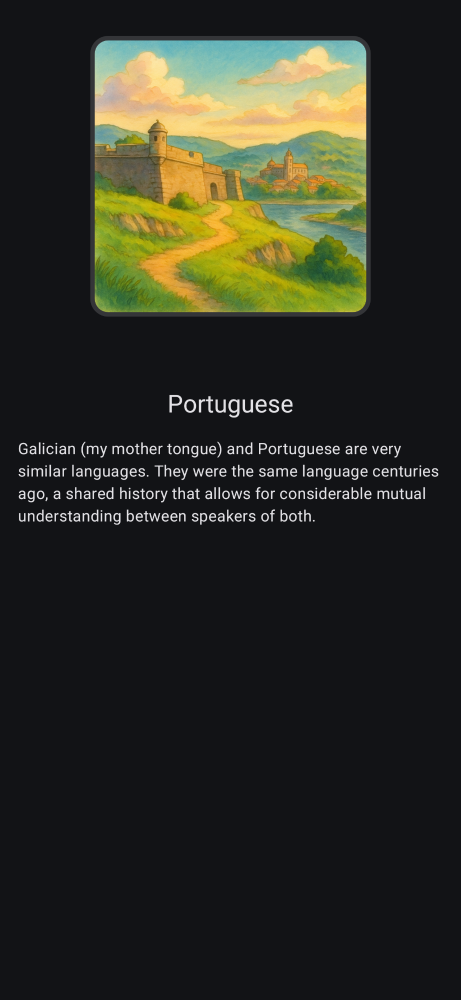 Portuguese
Galician (my mother tongue) and Portuguese are very
similar languages. They were the same language centuries
ago, a shared history that allows for considerable mutual
understanding between speakers of both.